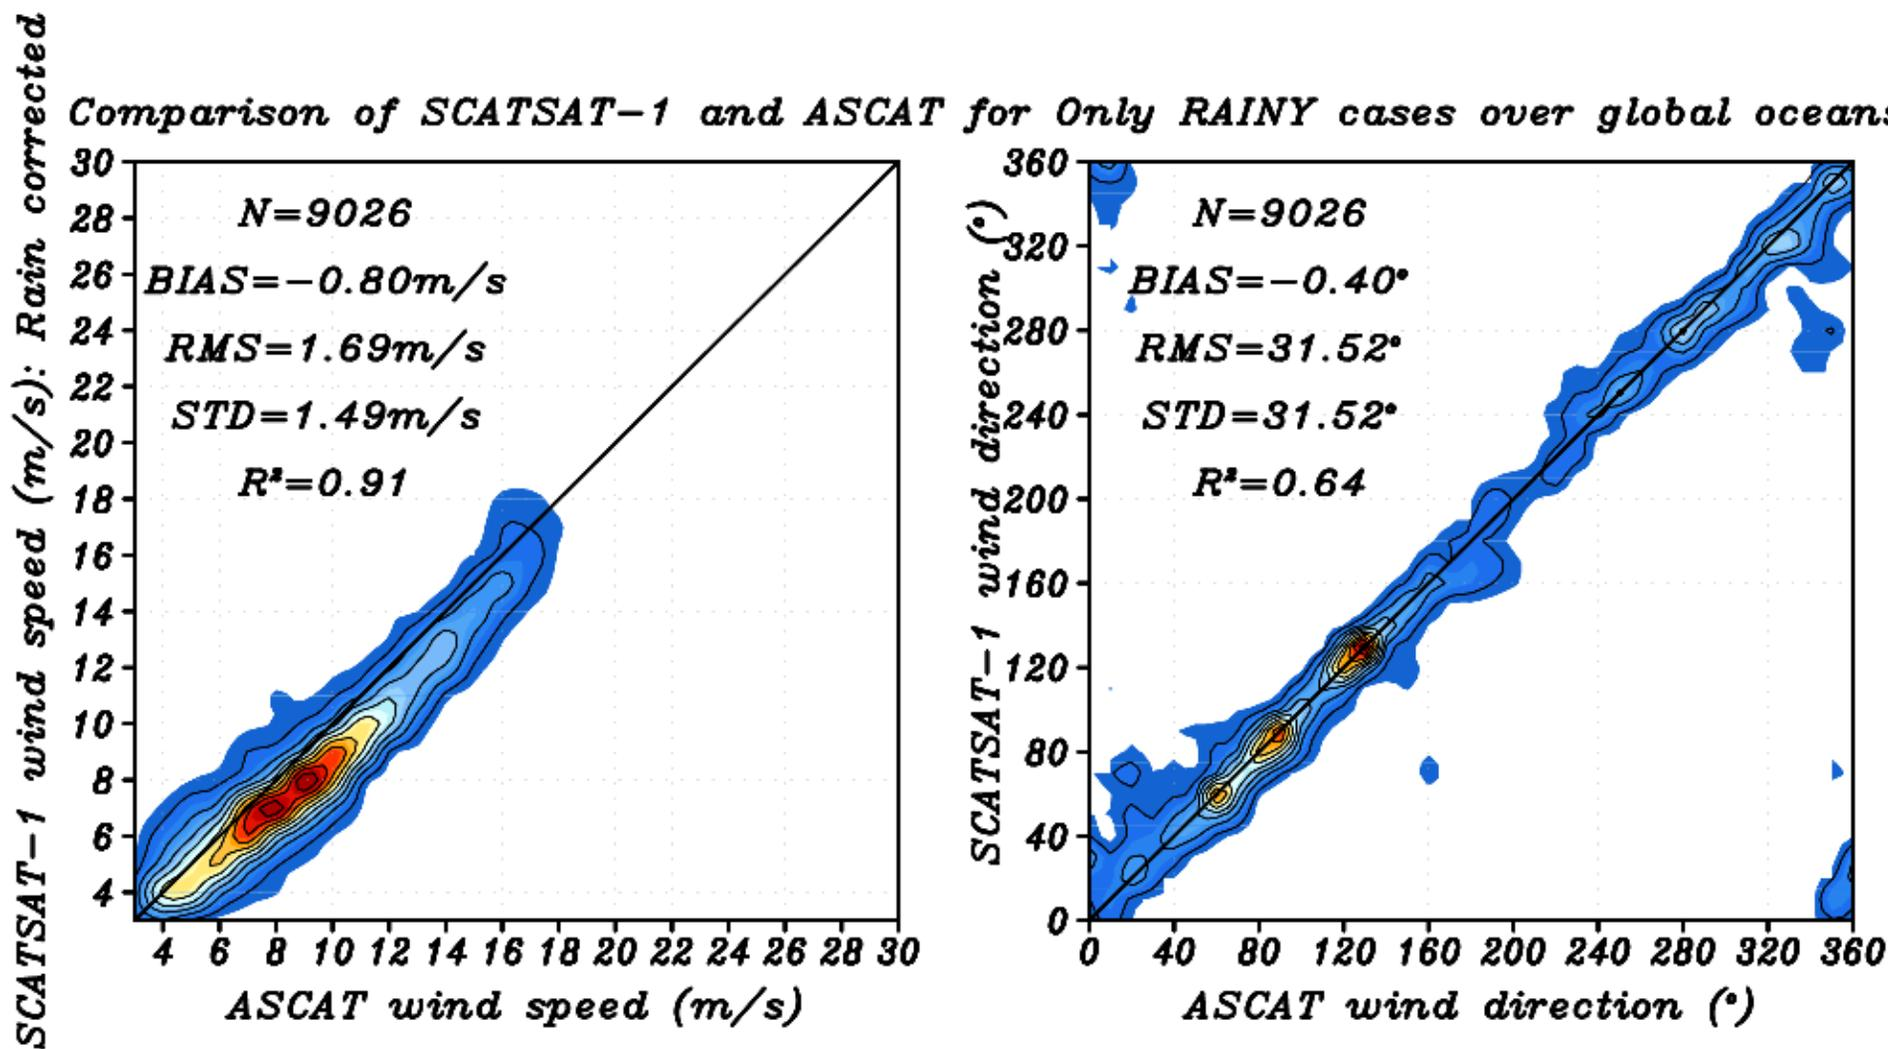 Comparison of SCATSAT-1 and ASCAT for Only RAINY cases over global oceans
SCATSAT-1 wind speed (m/s): Rain corrected
30
28
26
24
22
20
18
16
14
12
10
8
6
4
N=9026
BIAS=-0.80m/s
RMS=1.69m/s
STD=1.49m/s
R²=0.91
4 6 8 10 12 14 16 18 20 22 24 26 28 30
ASCAT wind speed (m/s)
SCATSAT-1 wind direction (°)
360
320
280
240
200
160
120
80
40
0
N=9026
BIAS=-0.40°
RMS=31.52°
STD=31.52°
R²=0.64
0 40 80 120 160 200 240 280 320 360
ASCAT wind direction (°)